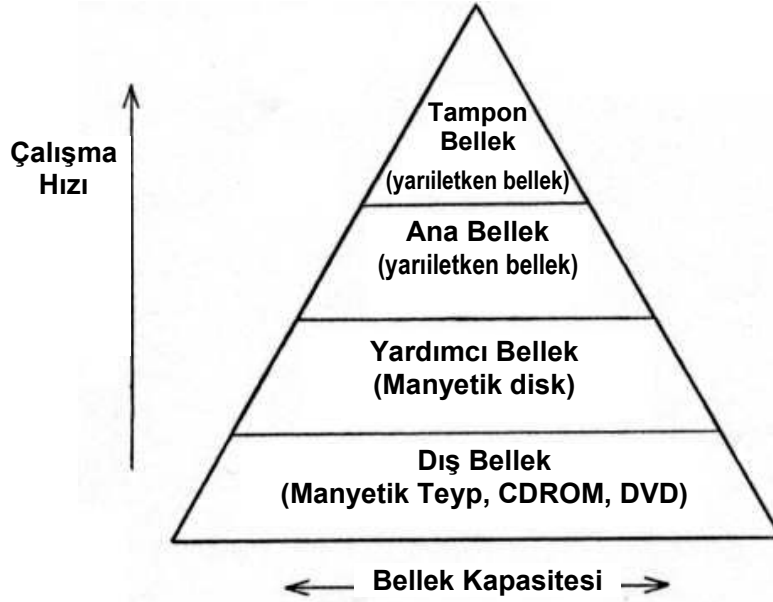 Tampon
Bellek
(yarıiletken bellek)
Çalışma
Hızı
Ana Bellek
(yarıiletken bellek)
Yardımcı Bellek
(Manyetik disk)
Dış Bellek
(Manyetik Teyp, CDROM, DVD)
Bellek Kapasitesi